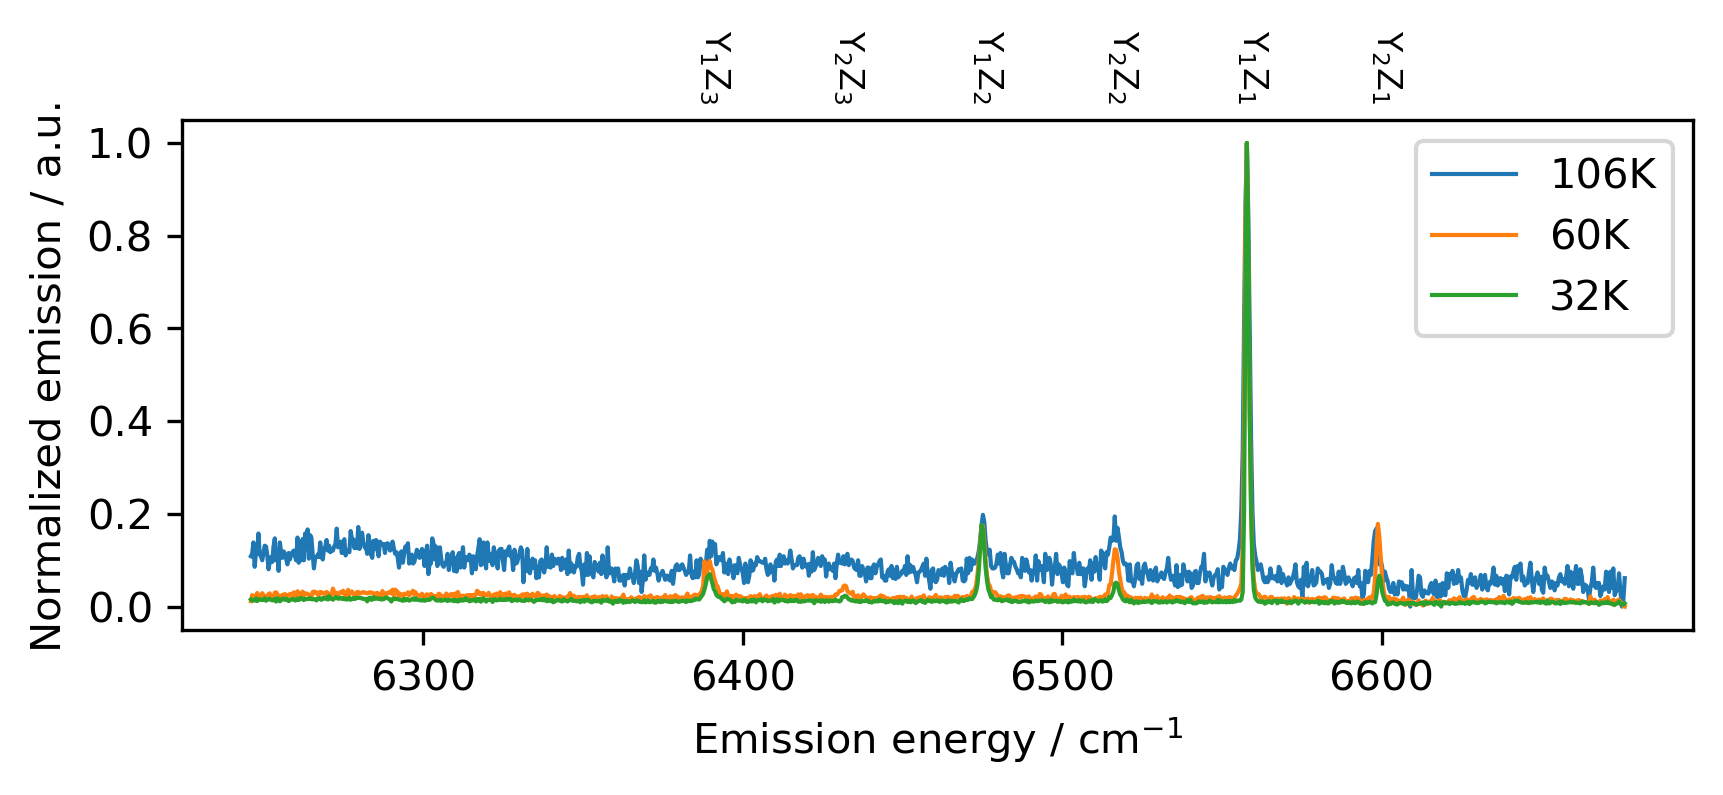 Y₁Z₃ Y₂Z₃ Y₁Z₂ Y₂Z₂ Y₁Z₁ Y₂Z₁
Normalized emission / a.u.
1.0
0.8
0.6
0.4
0.2
0.0
106K
60K
32K
6300 6400 6500 6600
Emission energy / cm⁻¹